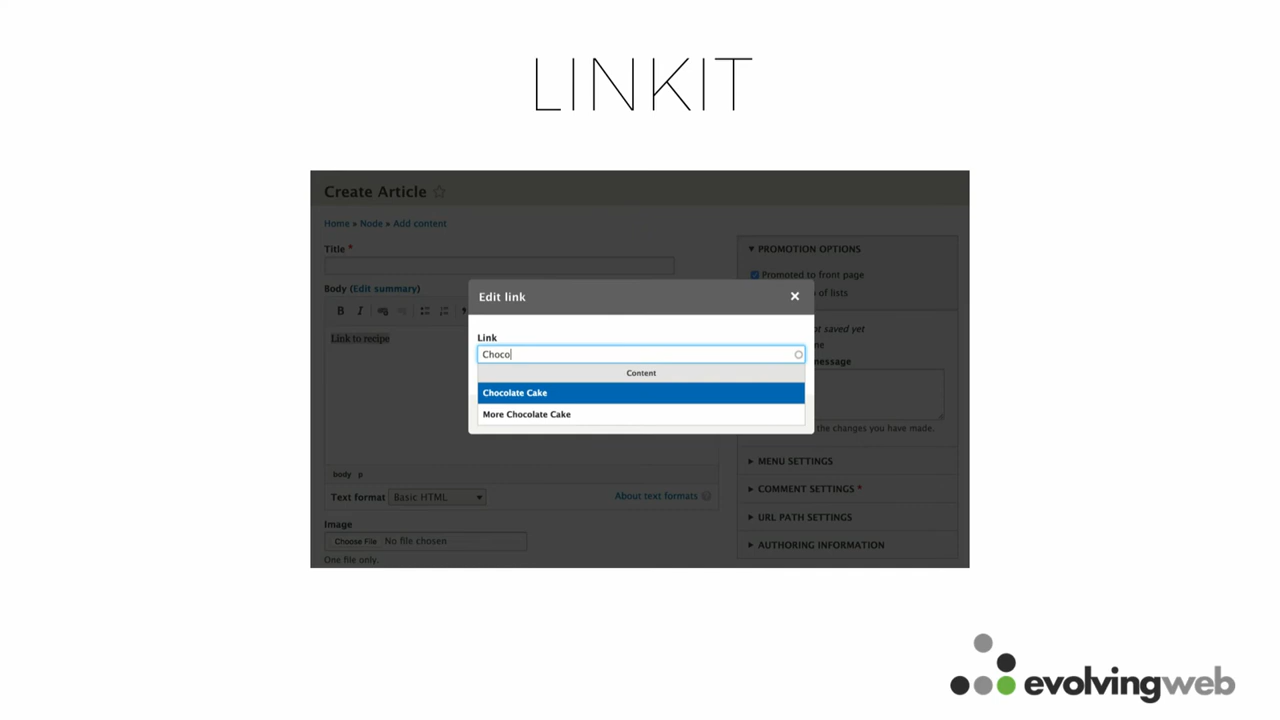 LINKIT
Create Article
Home » Node » Add content
Title *
Body (Edit summary)
B I
Link to recipe
body p
Text format Basic HTML
About text formats
Image
Choose File No file chosen
One file only.
Edit link
Link
Choco
Content
Chocolate Cake
More Chocolate Cake
PROMOTION OPTIONS
Promoted to front page
of lists
ot saved yet
me
message
the changes you have made.
MENU SETTINGS
COMMENT SETTINGS *
URL PATH SETTINGS
AUTHORING INFORMATION
evolvingweb